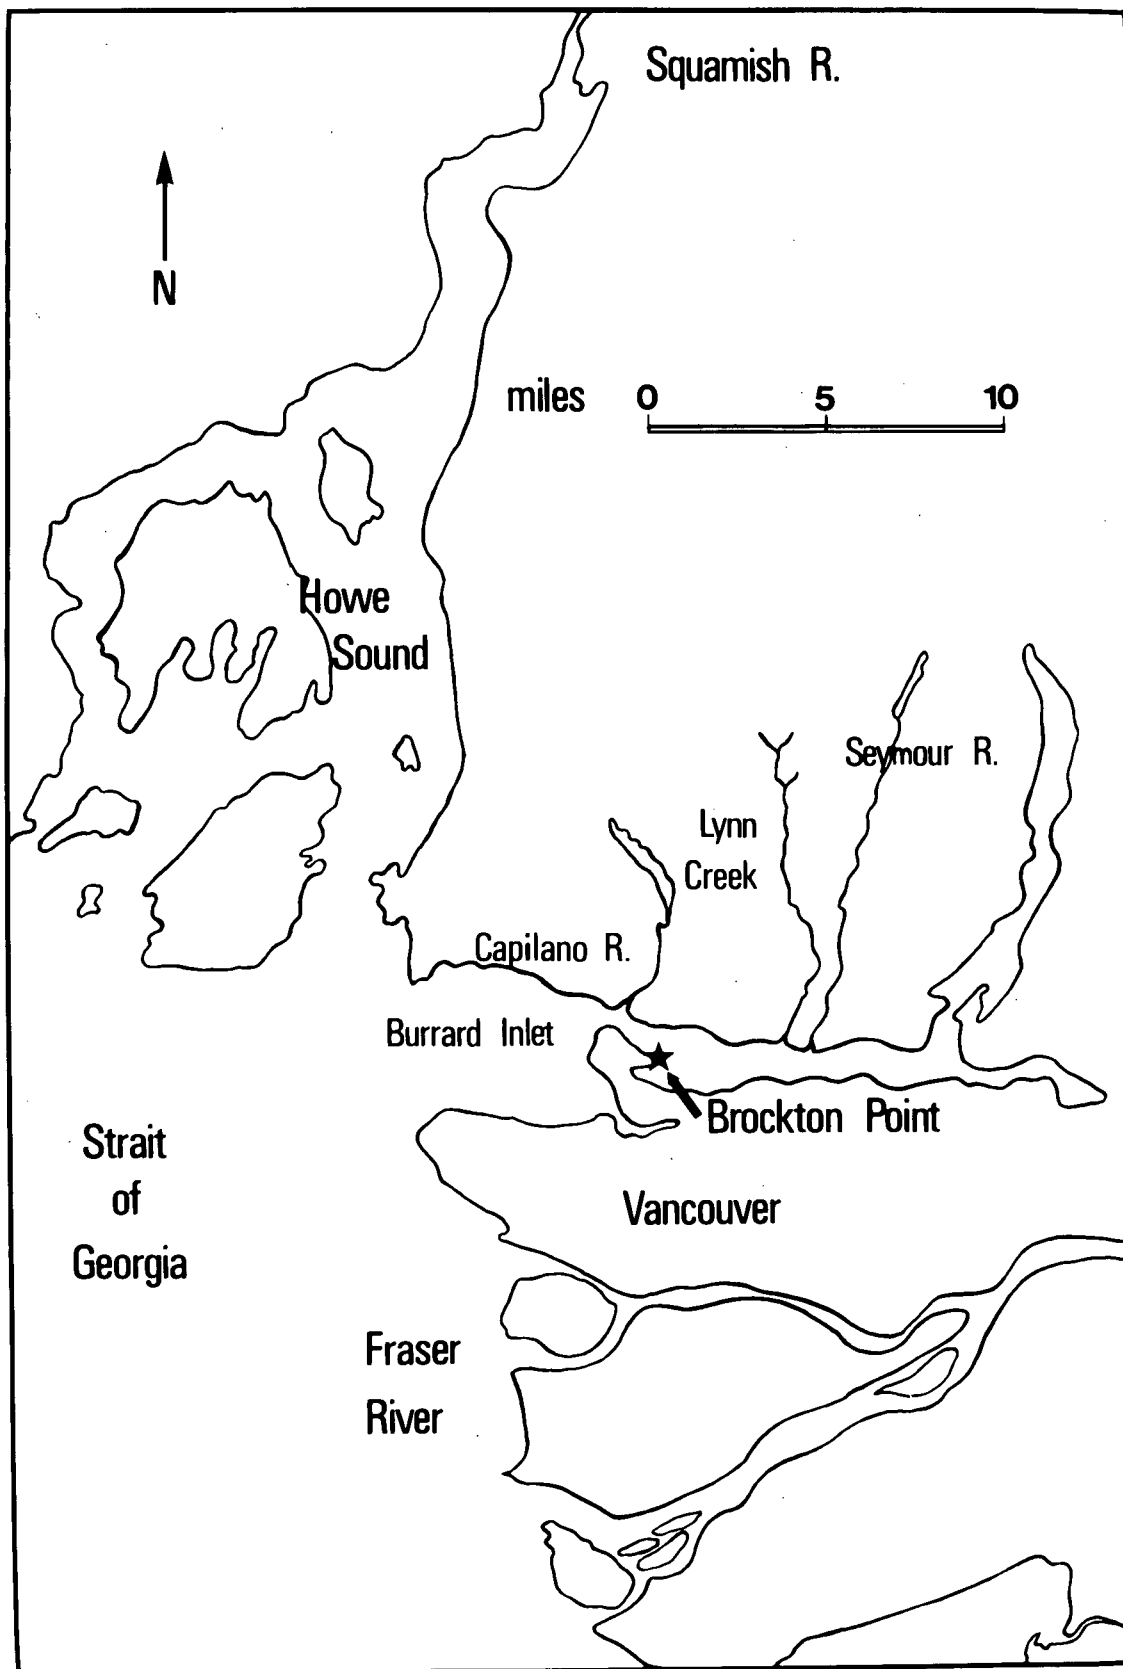 Squamish R.
N
miles 0 5 10
Howe
Sound
Seymour R.
Lynn
Creek
Capilano R.
Burrard Inlet
Brockton Point
Strait
of
Georgia
Vancouver
Fraser
River